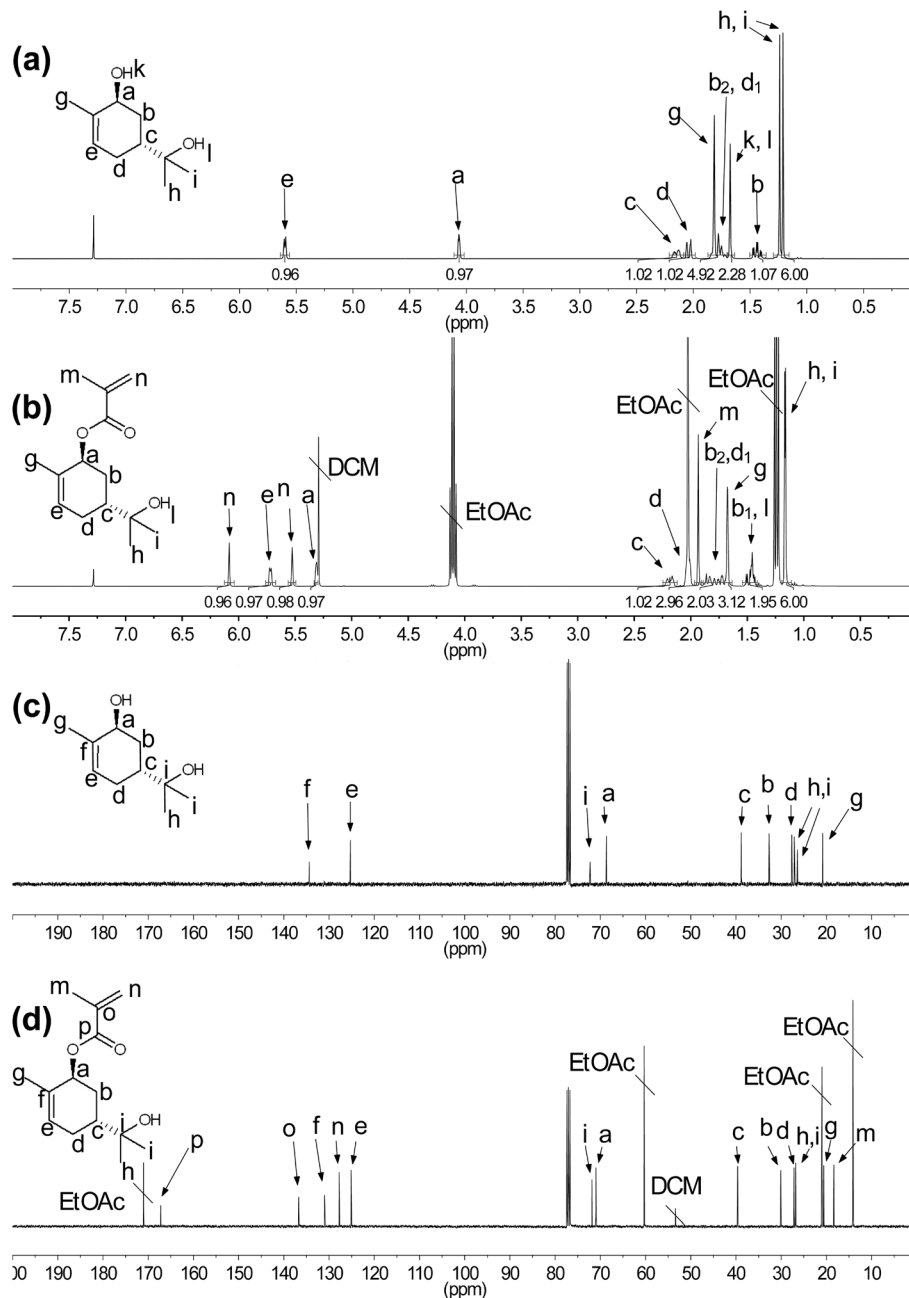 (a)
OHk
g
a
b
c
OH
l
e
d
i
h
e
a
c
d
g
b2, d1
k, l
b
h, i
0.96
0.97
1.02 1.02 4.92 2.28 1.07 6.00
7.5 7.0 6.5 6.0 5.5 5.0 4.5 4.0 3.5 3.0 2.5 2.0 1.5 1.0 0.5
(ppm)
(b)
m
n
O
O
g
a
b
e
d
c
OH
l
h
i
n
e
n
a
DCM
EtOAc
c
d
EtOAc
m
b2,d1
g
EtOAc
b1, l
h, i
0.96 0.97 0.98 0.97
1.02 2.96 2.03 3.12 1.95 6.00
7.5 7.0 6.5 6.0 5.5 5.0 4.5 4.0 3.5 3.0 2.5 2.0 1.5 1.0 0.5
(ppm)
(c)
OH
g
a
f
b
c
i
OH
e
d
i
h
f
e
i
a
c
b
d
h,i
g
190 180 170 160 150 140 130 120 110 100 90 80 70 60 50 40 30 20 10
(ppm)
(d)
m
n
o
p
O
O
g
a
b
f
e
d
c
i
OH
h
i
EtOAc
p
o
f
n
e
i
a
EtOAc
DCM
c
b
d
h,i
EtOAc
g
EtOAc
m
00 190 180 170 160 150 140 130 120 110 100 90 80 70 60 50 40 30 20 10
(ppm)